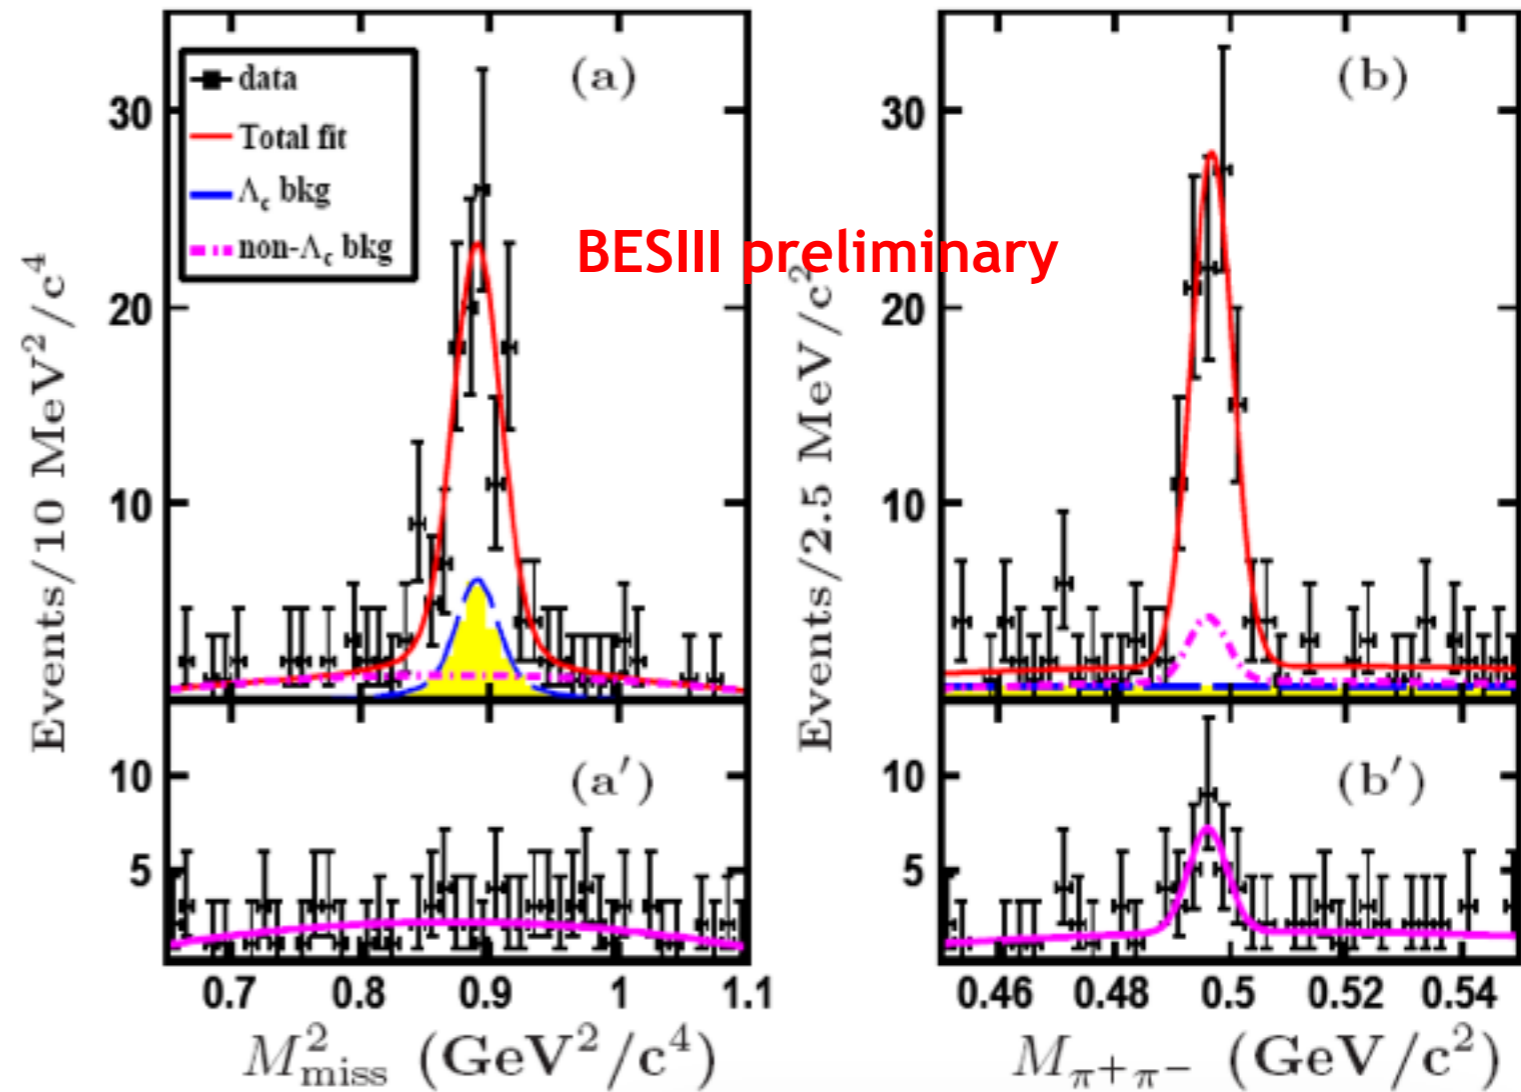 (a)
data
Total fit
Λc bkg
non-Λc bkg
30
20
10
Events/10 MeV²/c⁴
(a′)
10
5
0.7 0.8 0.9 1 1.1
M²miss (GeV²/c⁴)
BESIII preliminary
(b)
30
20
10
Events/2.5 MeV/c²
(b′)
10
5
0.46 0.48 0.5 0.52 0.54
Mπ+π− (GeV/c²)